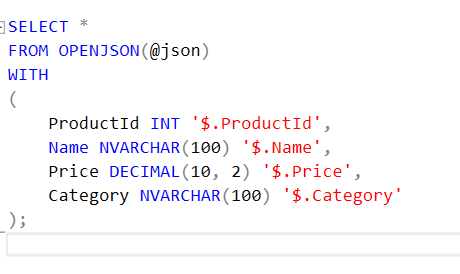 SELECT *
FROM OPENJSON(@json)
WITH
(
    ProductId INT '$.ProductId',
    Name NVARCHAR(100) '$.Name',
    Price DECIMAL(10, 2) '$.Price',
    Category NVARCHAR(100) '$.Category'
);